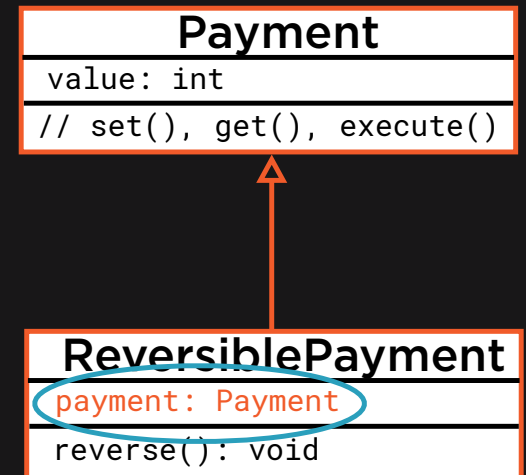 Payment
value: int
// set(), get(), execute()
ReversiblePayment
payment: Payment
reverse(): void